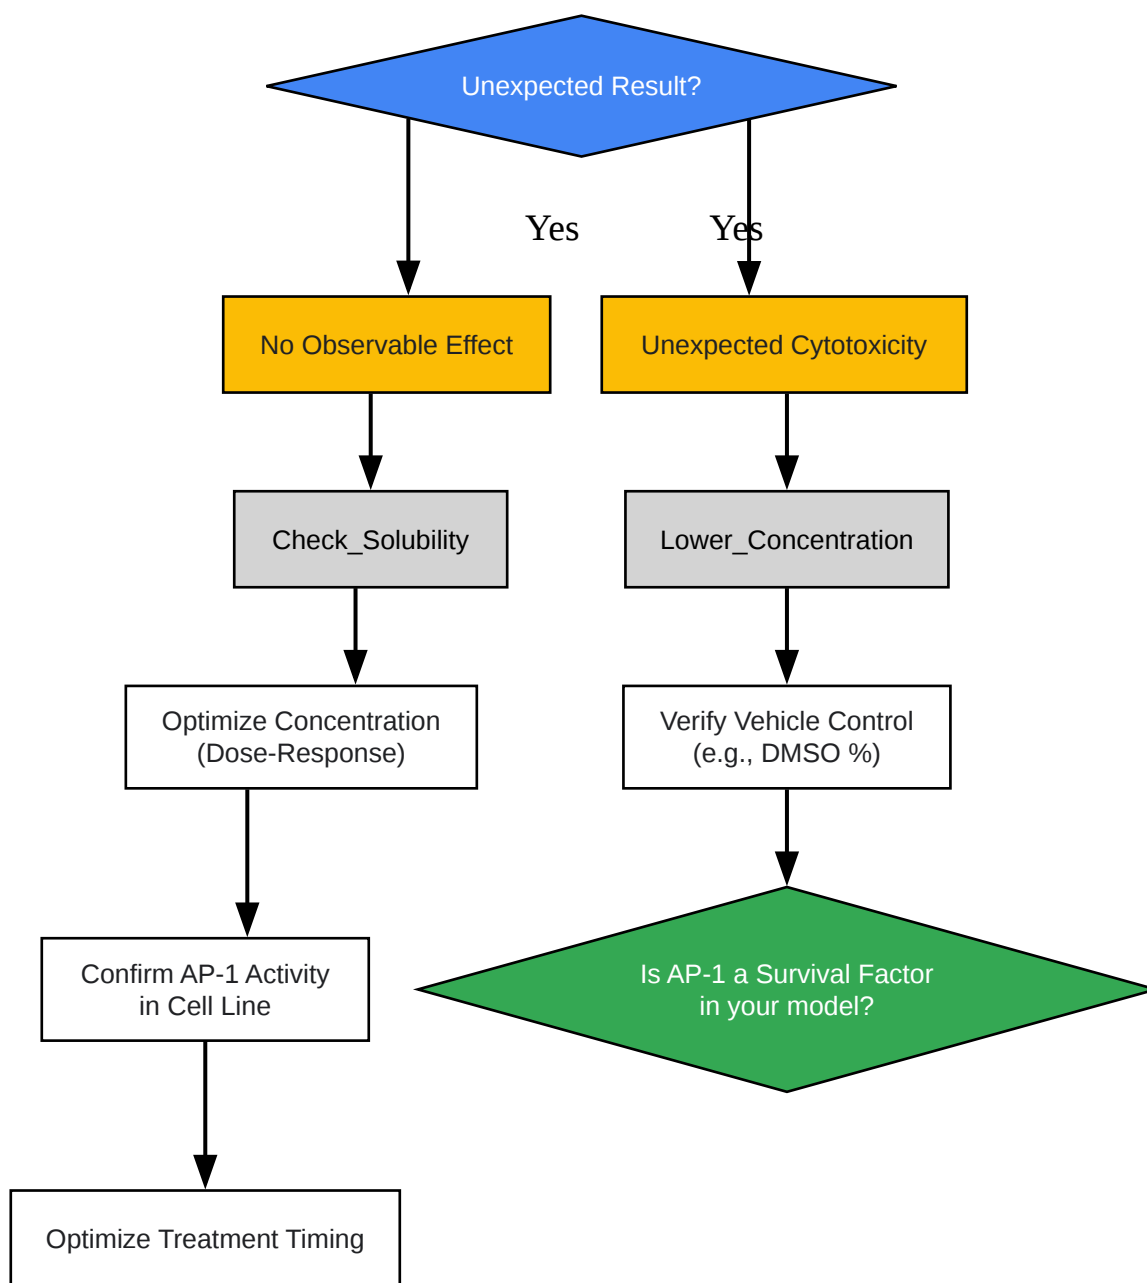 Unexpected Result?
Yes
Yes
No Observable Effect
Unexpected Cytotoxicity
Check_Solubility
Lower_Concentration
Optimize Concentration
(Dose-Response)
Verify Vehicle Control
(e.g., DMSO %)
Confirm AP-1 Activity
in Cell Line
Is AP-1 a Survival Factor
in your model?
Optimize Treatment Timing